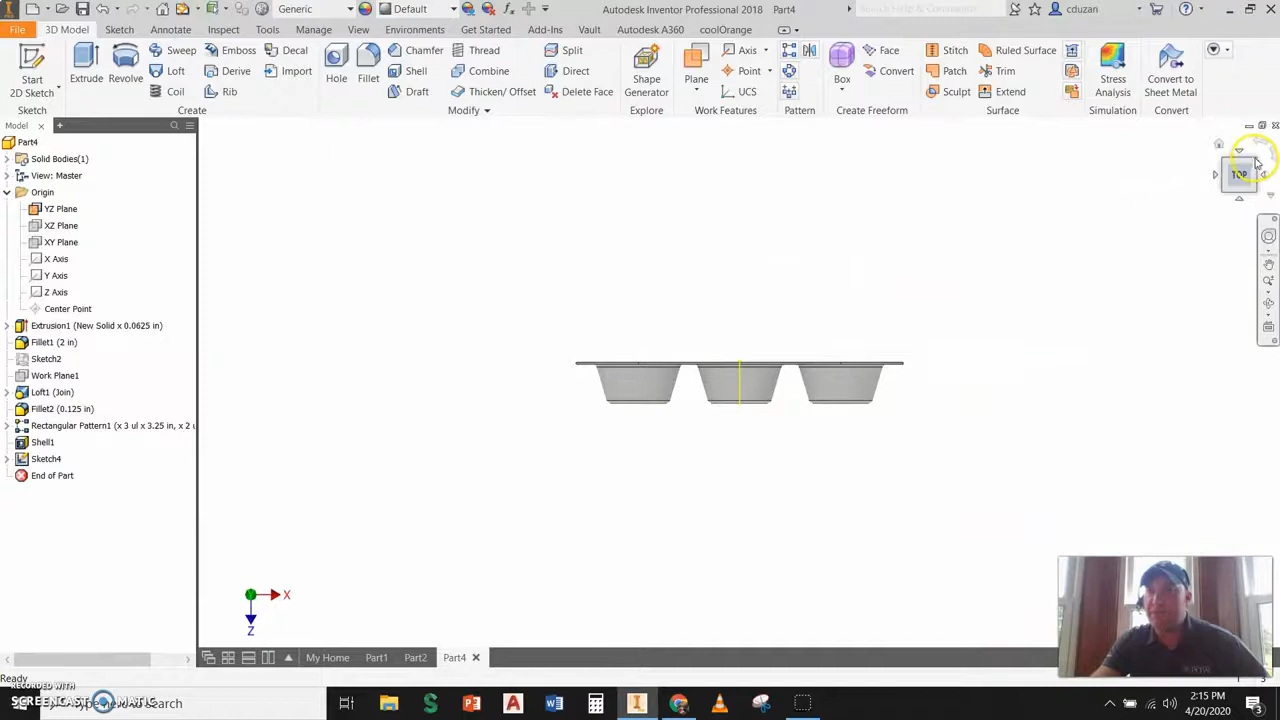 Generic
Default
Autodesk Inventor Professional 2018
Part4
Search Help & Commands...
cduzan
File
3D Model
Sketch
Annotate
Inspect
Tools
Manage
View
Environments
Get Started
Add-Ins
Vault
Autodesk A360
coolOrange
Start
2D Sketch
Sketch
Extrude
Revolve
Sweep
Loft
Coil
Emboss
Derive
Rib
Decal
Import
Create
Hole
Fillet
Chamfer
Shell
Draft
Thread
Combine
Thicken/ Offset
Split
Direct
Delete Face
Modify
Shape
Generator
Explore
Plane
Axis
Point
UCS
Work Features
Pattern
Box
Face
Convert
Create Freeform
Stitch
Patch
Sculpt
Ruled Surface
Trim
Extend
Surface
Stress
Analysis
Simulation
Convert to
Sheet Metal
Convert
Model
Part4
Solid Bodies(1)
View: Master
Origin
YZ Plane
XZ Plane
XY Plane
X Axis
Y Axis
Z Axis
Center Point
Extrusion1 (New Solid x 0.0625 in)
Fillet1 (2 in)
Sketch2
Work Plane1
Loft1 (Join)
Fillet2 (0.125 in)
Rectangular Pattern1 (x 3 ul x 3.25 in, x 2 u
Shell1
Sketch4
End of Part
TOP
X
Z
My Home
Part1
Part2
Part4
Ready
RECORDED WITH
SCREENCAST MATIC
Type here to search
2:15 PM
4/20/2020